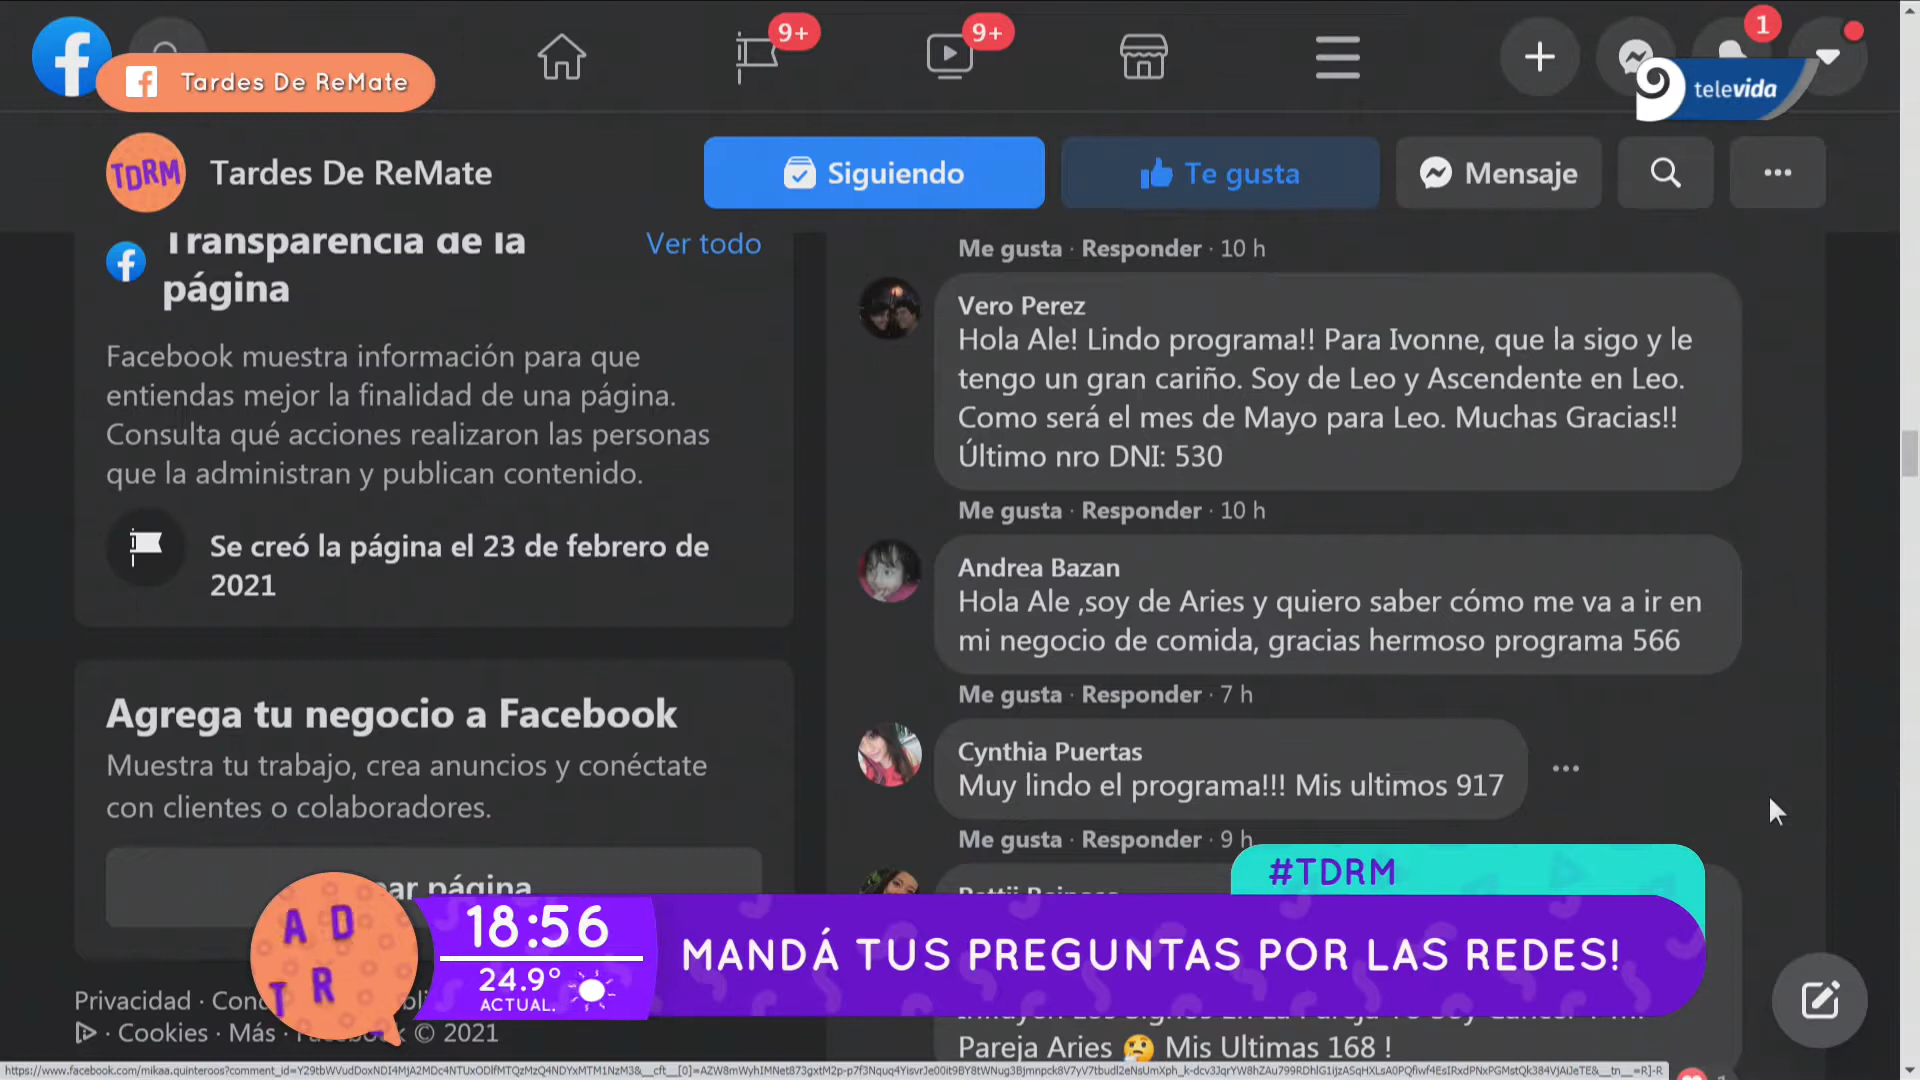 9+
9+
1
Tardes De ReMate
televida
TDRM
Tardes De ReMate
Siguiendo
Te gusta
Mensaje
Transparencia de la
página
Ver todo
Facebook muestra información para que
entiendas mejor la finalidad de una página.
Consulta qué acciones realizaron las personas
que la administran y publican contenido.
Se creó la página el 23 de febrero de
2021
Agrega tu negocio a Facebook
Muestra tu trabajo, crea anuncios y conéctate
con clientes o colaboradores.
página
Privacidad ·
· Cookies · Más · Facebook © 2021
Me gusta · Responder · 10 h
Vero Perez
Hola Ale! Lindo programa!! Para Ivonne, que la sigo y le
tengo un gran cariño. Soy de Leo y Ascendente en Leo.
Como será el mes de Mayo para Leo. Muchas Gracias!!
Último nro DNI: 530
Me gusta · Responder · 10 h
Andrea Bazan
Hola Ale ,soy de Aries y quiero saber cómo me va a ir en
mi negocio de comida, gracias hermoso programa 566
Me gusta · Responder · 7 h
Cynthia Puertas
Muy lindo el programa!!! Mis ultimos 917
Me gusta · Responder · 9 h
Pareja Aries 🤔 Mis Ultimas 168 !
#TDRM
A D
T R
18:56
24.9°
ACTUAL.
MANDÁ TUS PREGUNTAS POR LAS REDES!